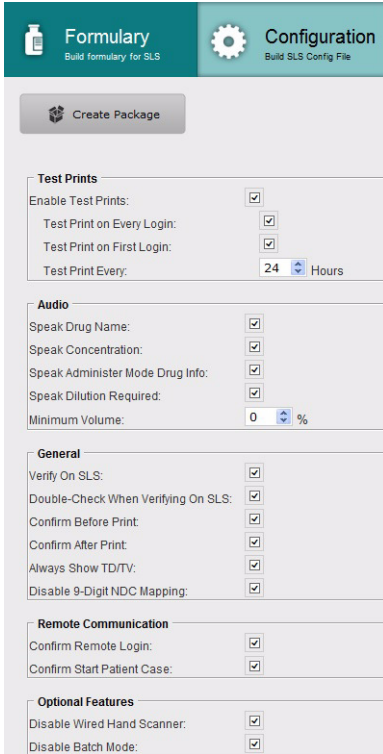 Formulary
Build formulary for SLS
Configuration
Build SLS Config File
Create Package
Test Prints
Enable Test Prints:
Test Print on Every Login:
Test Print on First Login:
Test Print Every: 24 Hours
Audio
Speak Drug Name:
Speak Concentration:
Speak Administer Mode Drug Info:
Speak Dilution Required:
Minimum Volume: 0 %
General
Verify On SLS:
Double-Check When Verifying On SLS:
Confirm Before Print:
Confirm After Print:
Always Show TD/TV:
Disable 9-Digit NDC Mapping:
Remote Communication
Confirm Remote Login:
Confirm Start Patient Case:
Optional Features
Disable Wired Hand Scanner:
Disable Batch Mode: